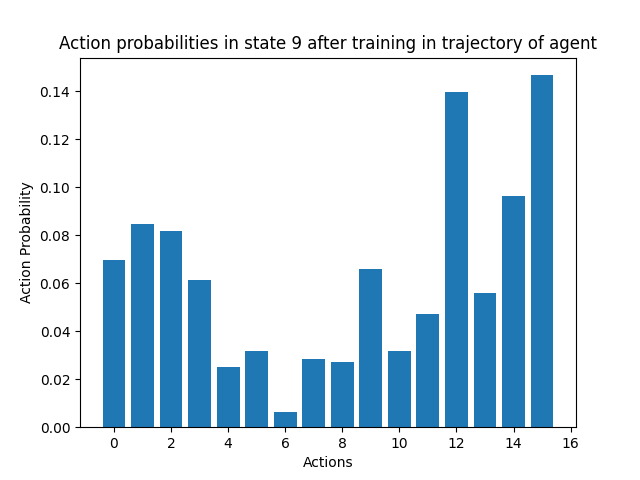 Action probabilities in state 9 after training in trajectory of agent
0.14
0.12
0.10
0.08
0.06
0.04
0.02
0.00
Action Probability
0 2 4 6 8 10 12 14 16
Actions